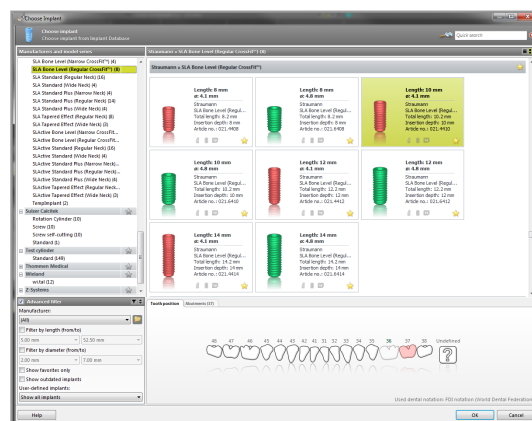 Choose Implant
Choose implant
Choose implant from Implant Database
Quick search
Manufacturers and model series
SLA Bone Level (Narrow CrossFit™) (4)
SLA Bone Level (Regular CrossFit™) (8)
SLA Standard (Regular Neck) (16)
SLA Standard (Wide Neck) (4)
SLA Standard Plus (Narrow Neck) (4)
SLA Standard Plus (Regular Neck) (14)
SLA Standard Plus (Wide Neck) (4)
SLA Tapered Effect (Regular Neck) (8)
SLA Tapered Effect (Wide Neck) (3)
SLActive Bone Level (Narrow CrossFit...
SLActive Bone Level (Regular CrossFit...
SLActive Standard (Regular Neck) (16)
SLActive Standard (Wide Neck) (4)
SLActive Standard Plus (Narrow Neck)...
SLActive Standard Plus (Regular Neck)...
SLActive Standard Plus (Wide Neck) (4)
SLActive Tapered Effect (Regular Neck)...
SLActive Tapered Effect (Wide Neck) (3)
Templimplant (2)
Sulzer Calcitek
Rotation Cylinder (10)
Screw (10)
Screw self-cutting (10)
Standard (1)
Test cylinder
Standard (149)
Thommen Medical
Wieland
wi.tal (12)
Z Systems
Advanced filter
Manufacturer:
(All)
Filter by length (from/to)
5.00 mm
52.50 mm
Filter by diameter (from/to)
2.00 mm
7.00 mm
Show favorites only
Show outdated implants
User-defined implants:
Show all implants
Straumann » SLA Bone Level (Regular CrossFit™) (8)
Straumann » SLA Bone Level (Regular CrossFit™)
Length: 8 mm
ø: 4.1 mm
Straumann
SLA Bone Level (Regul...
Total length: 8.2 mm
Insertion depth: 8 mm
Article no.: 021.4408
Length: 8 mm
ø: 4.8 mm
Straumann
SLA Bone Level (Regul...
Total length: 8.2 mm
Insertion depth: 8 mm
Article no.: 021.6408
Length: 10 mm
ø: 4.1 mm
Straumann
SLA Bone Level (Regul...
Total length: 10.2 mm
Insertion depth: 10 mm
Article no.: 021.4410
Length: 10 mm
ø: 4.8 mm
Straumann
SLA Bone Level (Regul...
Total length: 10.2 mm
Insertion depth: 10 mm
Article no.: 021.6410
Length: 12 mm
ø: 4.1 mm
Straumann
SLA Bone Level (Regul...
Total length: 12.2 mm
Insertion depth: 12 mm
Article no.: 021.4412
Length: 12 mm
ø: 4.8 mm
Straumann
SLA Bone Level (Regul...
Total length: 12.2 mm
Insertion depth: 12 mm
Article no.: 021.6412
Length: 14 mm
ø: 4.1 mm
Straumann
SLA Bone Level (Regul...
Total length: 14.2 mm
Insertion depth: 14 mm
Article no.: 021.4414
Length: 14 mm
ø: 4.8 mm
Straumann
SLA Bone Level (Regul...
Total length: 14.2 mm
Insertion depth: 14 mm
Article no.: 021.6414
Tooth position
Abutments (37)
48 47 46 45 44 43 42 41 31 32 33 34 35 36 37 38 Undefined
?
Used dental notation: FDI notation (World Dental Federation)
Help
OK
Cancel